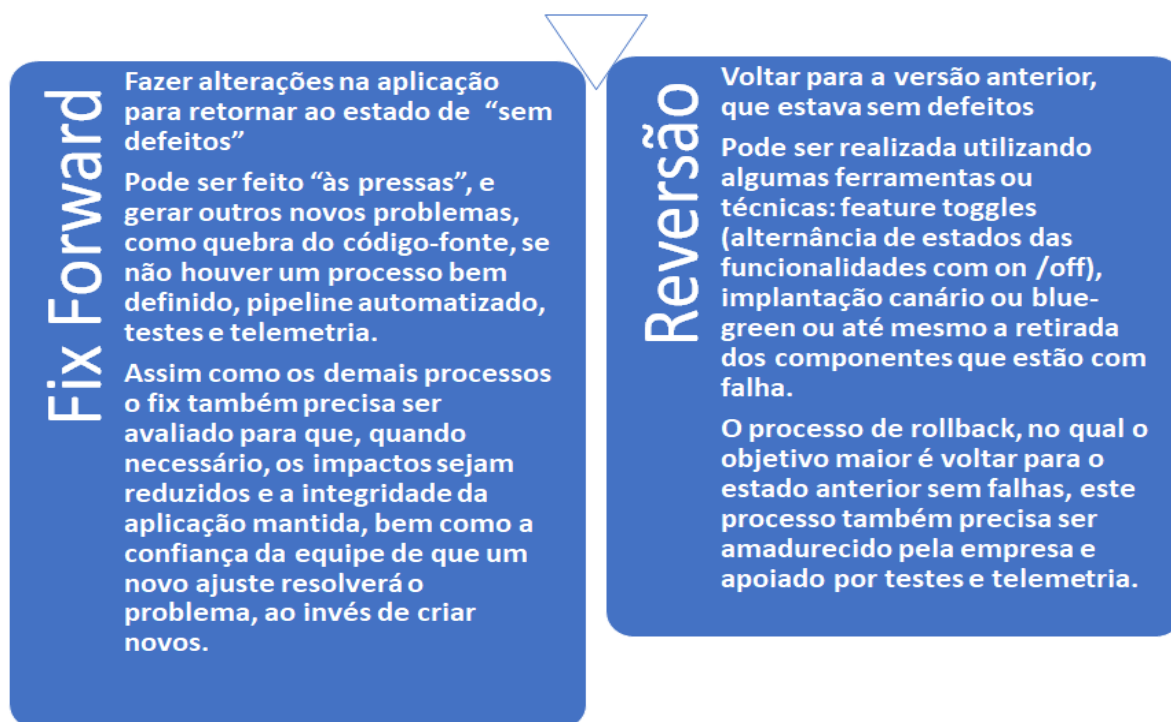 Fix Forward
Fazer alterações na aplicação
para retornar ao estado de “sem
defeitos”
Pode ser feito “às pressas”, e
gerar outros novos problemas,
como quebra do código-fonte, se
não houver um processo bem
definido, pipeline automatizado,
testes e telemetria.
Assim como os demais processos
o fix também precisa ser
avaliado para que, quando
necessário, os impactos sejam
reduzidos e a integridade da
aplicação mantida, bem como a
confiança da equipe de que um
novo ajuste resolverá o
problema, ao invés de criar
novos.
Reversão
Voltar para a versão anterior,
que estava sem defeitos
Pode ser realizada utilizando
algumas ferramentas ou
técnicas: feature toggles
(alternância de estados das
funcionalidades com on /off),
implantação canário ou blue-
green ou até mesmo a retirada
dos componentes que estão com
falha.
O processo de rollback, no qual o
objetivo maior é voltar para o
estado anterior sem falhas, este
processo também precisa ser
amadurecido pela empresa e
apoiado por testes e telemetria.